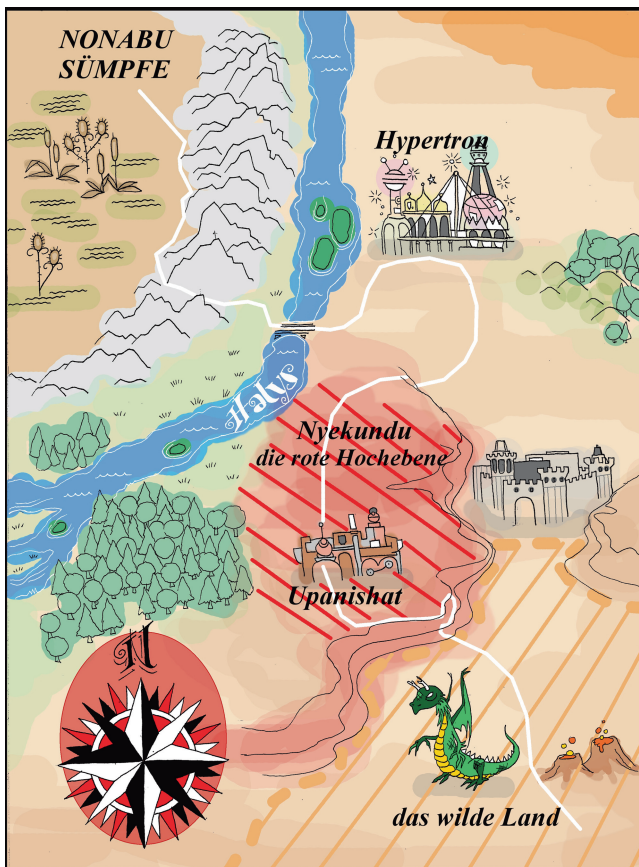 NONABU
SÜMPFE
Hypertron
Halys
Nyekundu
die rote Hochebene
Upanishat
N
das wilde Land